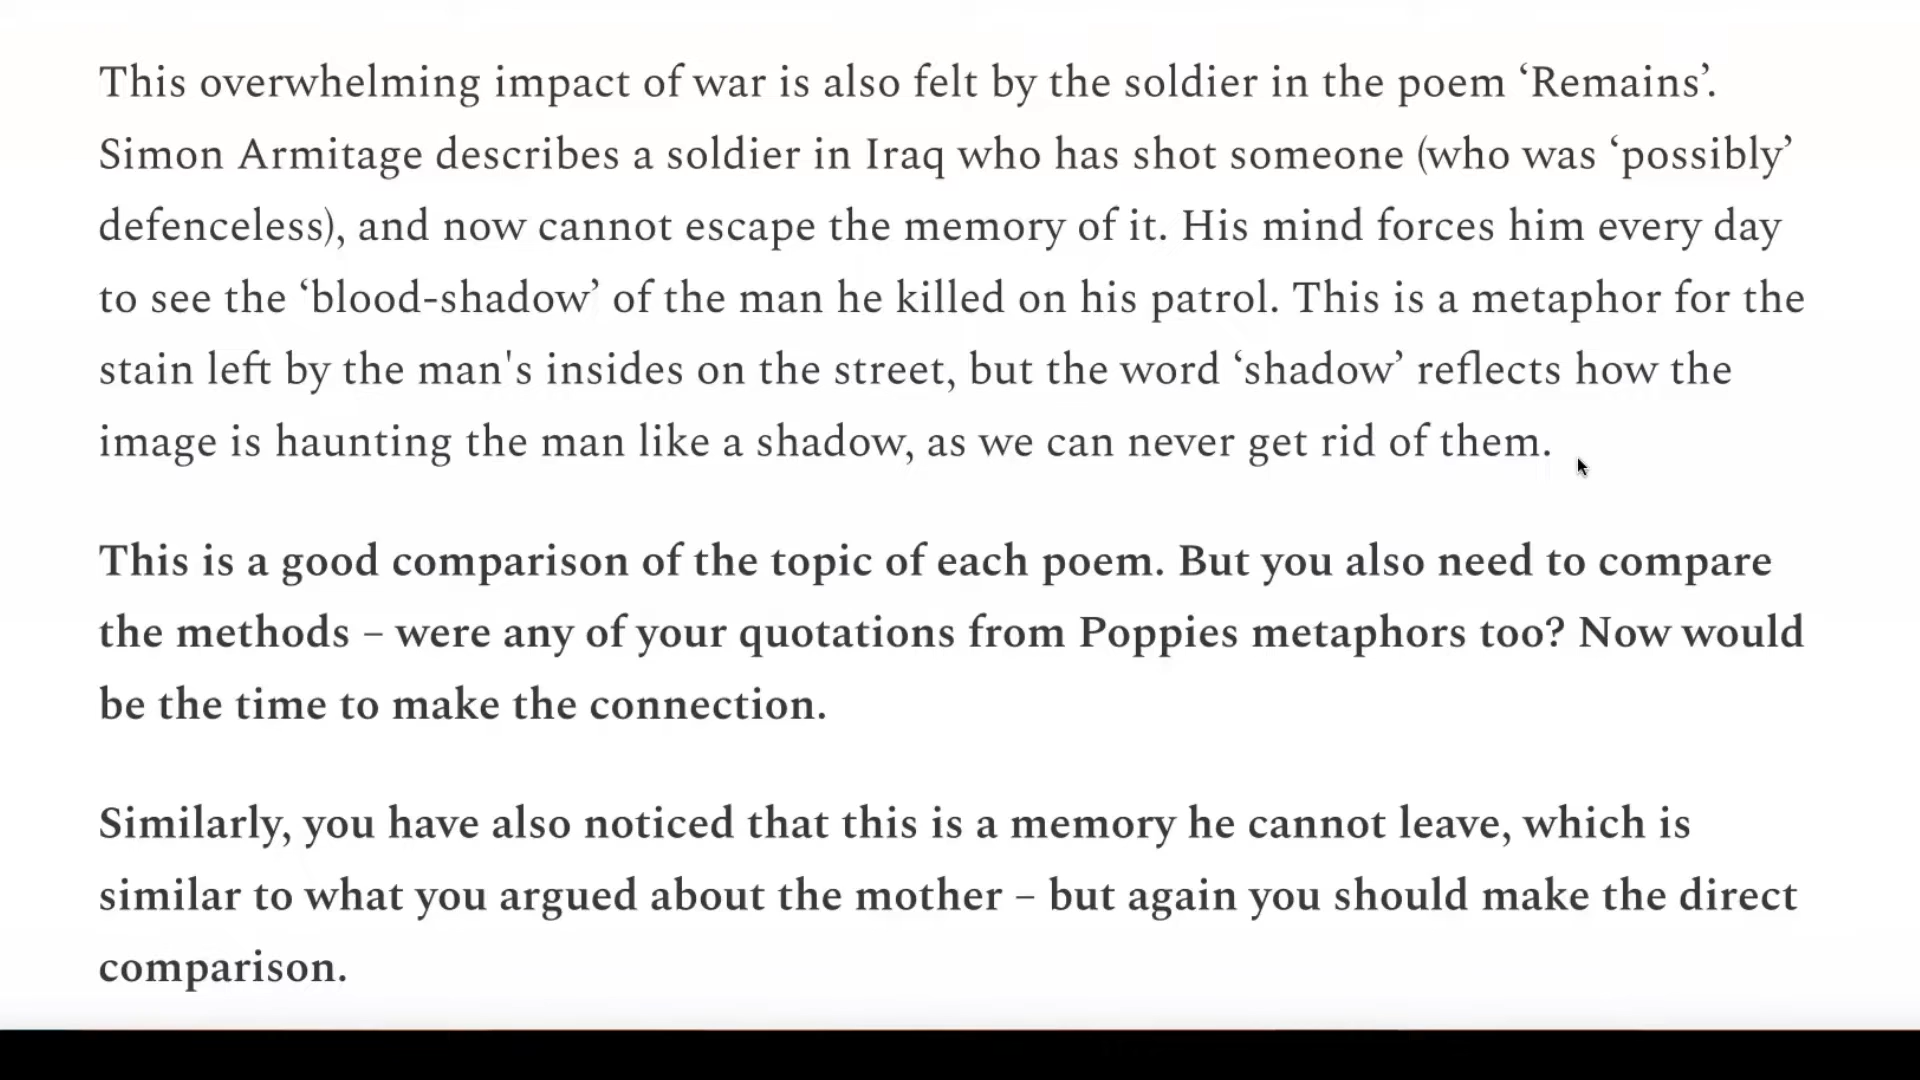 This overwhelming impact of war is also felt by the soldier in the poem ‘Remains’.
Simon Armitage describes a soldier in Iraq who has shot someone (who was ‘possibly’
defenceless), and now cannot escape the memory of it. His mind forces him every day
to see the ‘blood-shadow’ of the man he killed on his patrol. This is a metaphor for the
stain left by the man's insides on the street, but the word ‘shadow’ reflects how the
image is haunting the man like a shadow, as we can never get rid of them.
This is a good comparison of the topic of each poem. But you also need to compare
the methods – were any of your quotations from Poppies metaphors too? Now would
be the time to make the connection.
Similarly, you have also noticed that this is a memory he cannot leave, which is
similar to what you argued about the mother – but again you should make the direct
comparison.